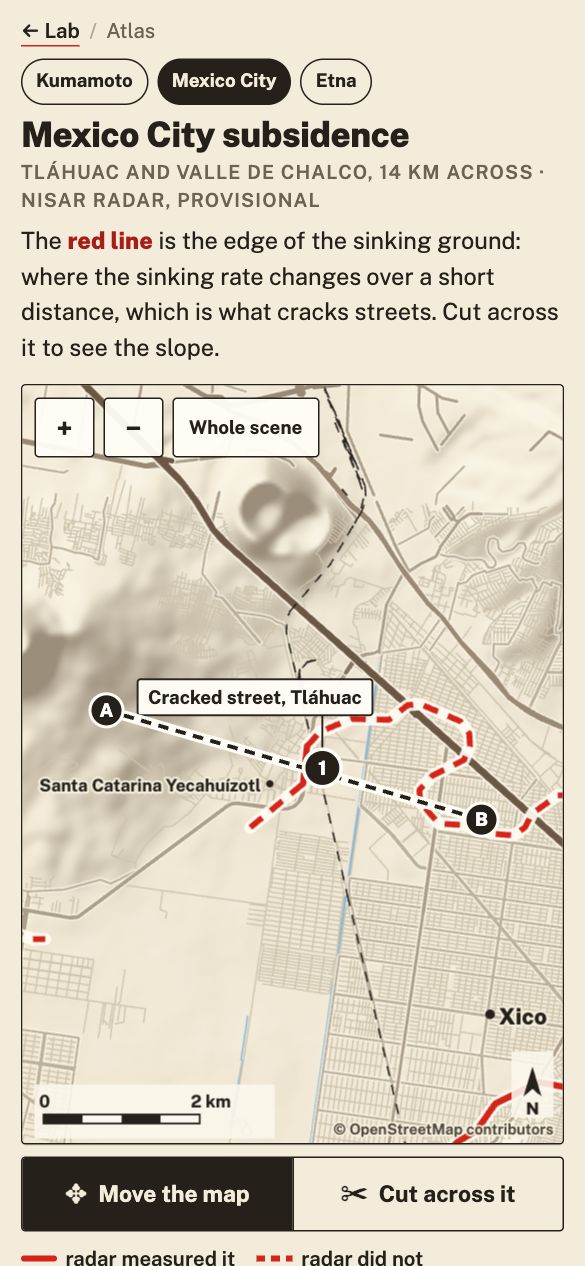 ← Lab / Atlas
Kumamoto Mexico City Etna
Mexico City subsidence
TLÁHUAC AND VALLE DE CHALCO, 14 KM ACROSS ·
NISAR RADAR, PROVISIONAL
The red line is the edge of the sinking ground:
where the sinking rate changes over a short
distance, which is what cracks streets. Cut across
it to see the slope.
+ − Whole scene
Cracked street, Tláhuac
A
1
Santa Catarina Yecahuízotl
B
Xico
0 2 km
N
© OpenStreetMap contributors
Move the map Cut across it
radar measured it radar did not